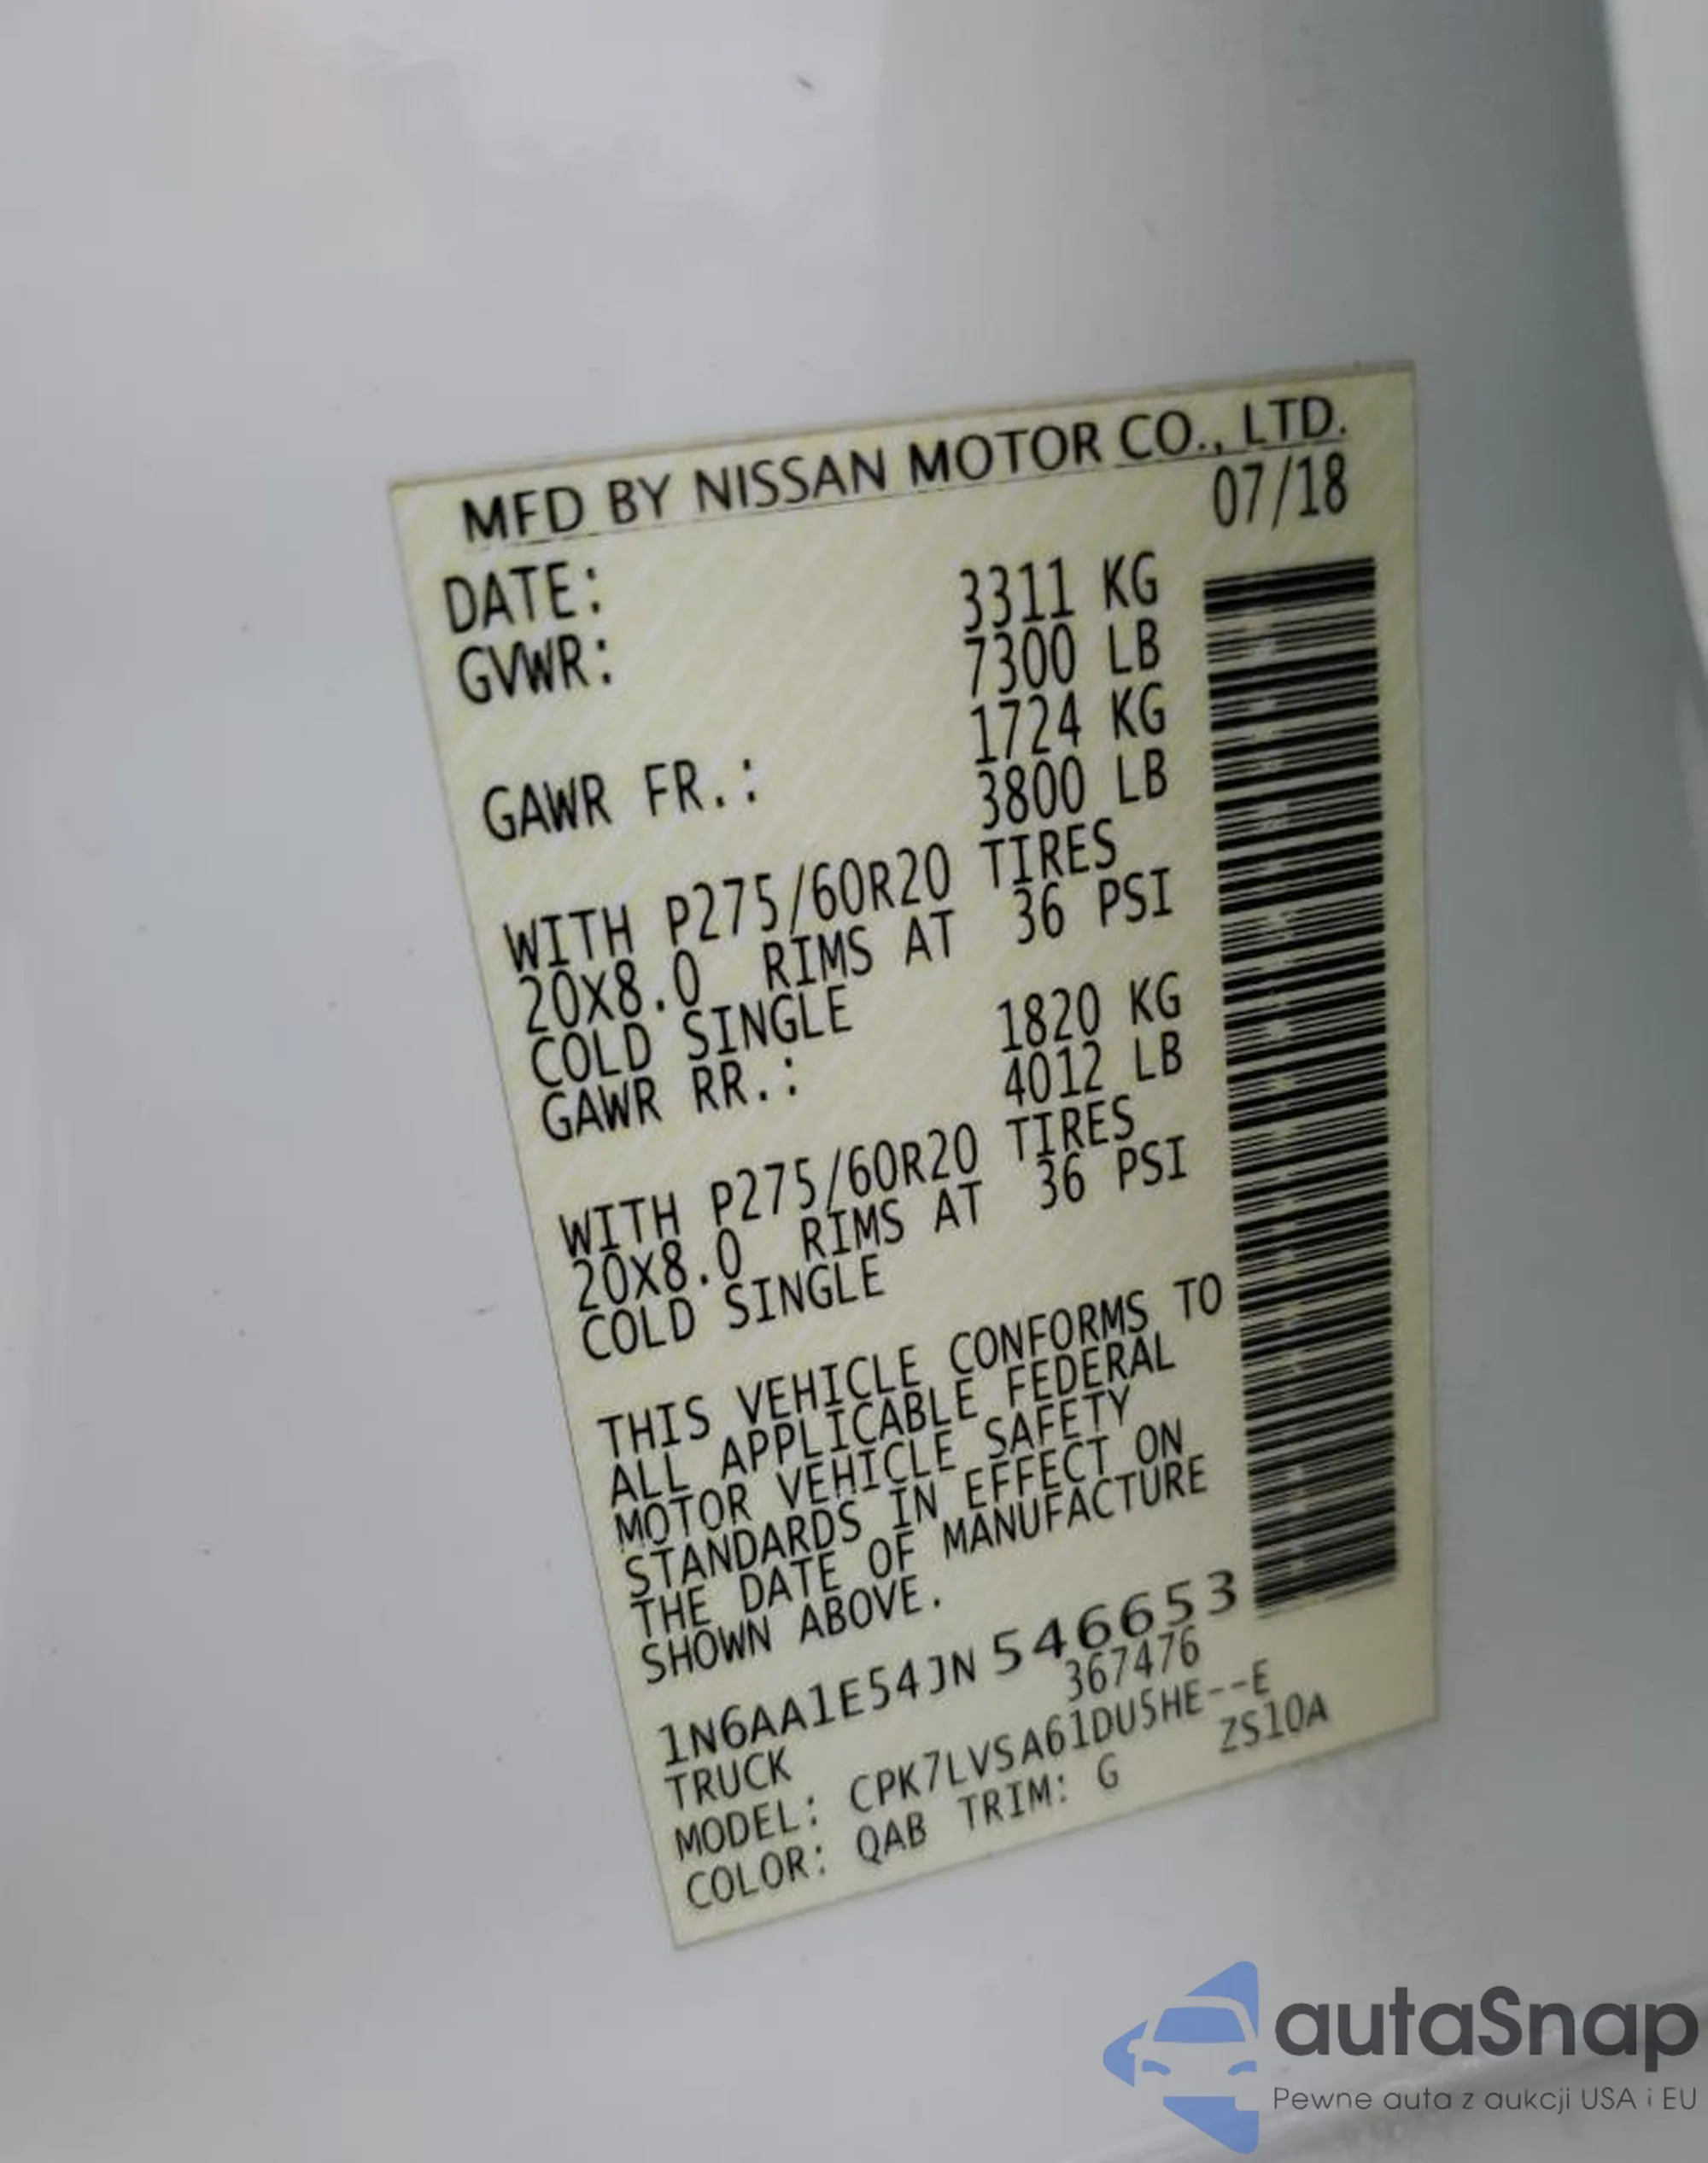 MFD BY NISSAN MOTOR CO., LTD.
DATE: 07/18
GVWR: 3311 KG
7300 LB
GAWR FR.: 1724 KG
3800 LB
WITH P275/60R20 TIRES
20X8.0 RIMS AT 36 PSI
COLD SINGLE
GAWR RR.: 1820 KG
4012 LB
WITH P275/60R20 TIRES
20X8.0 RIMS AT 36 PSI
COLD SINGLE
THIS VEHICLE CONFORMS TO
ALL APPLICABLE FEDERAL
MOTOR VEHICLE SAFETY
STANDARDS IN EFFECT ON
THE DATE OF MANUFACTURE
SHOWN ABOVE.
1N6AA1E54JN 546653
TRUCK 367476
MODEL: CPK7LVSA61DU5HE--E
COLOR: QAB TRIM: G ZS10A
autaSnap
Pewne auta z aukcji USA i EU